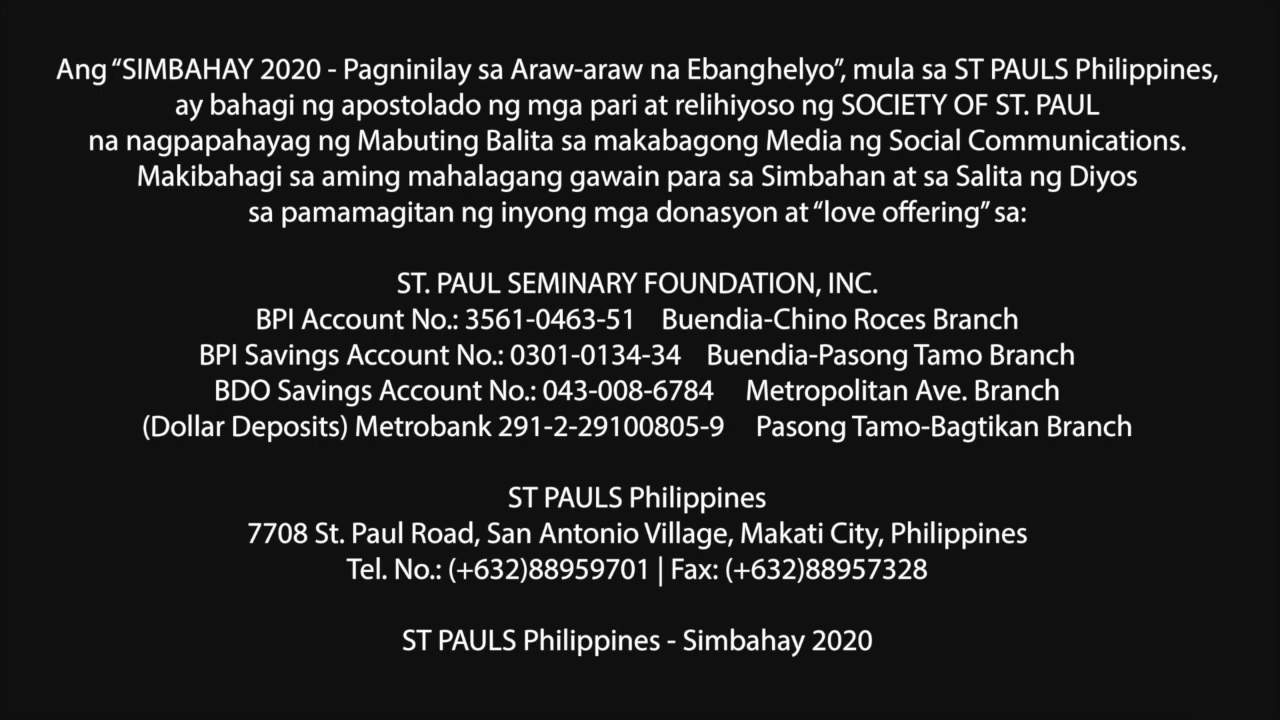 Ang “SIMBAHAY 2020 - Pagninilay sa Araw-araw na Ebanghelyo”, mula sa ST PAULS Philippines,
ay bahagi ng apostolado ng mga pari at relihiyoso ng SOCIETY OF ST. PAUL
na nagpapahayag ng Mabuting Balita sa makabagong Media ng Social Communications.
Makibahagi sa aming mahalagang gawain para sa Simbahan at sa Salita ng Diyos
sa pamamagitan ng inyong mga donasyon at “love offering” sa:
ST. PAUL SEMINARY FOUNDATION, INC.
BPI Account No.: 3561-0463-51 Buendia-Chino Roces Branch
BPI Savings Account No.: 0301-0134-34 Buendia-Pasong Tamo Branch
BDO Savings Account No.: 043-008-6784 Metropolitan Ave. Branch
(Dollar Deposits) Metrobank 291-2-29100805-9 Pasong Tamo-Bagtikan Branch
ST PAULS Philippines
7708 St. Paul Road, San Antonio Village, Makati City, Philippines
Tel. No.: (+632)88959701 | Fax: (+632)88957328
ST PAULS Philippines - Simbahay 2020